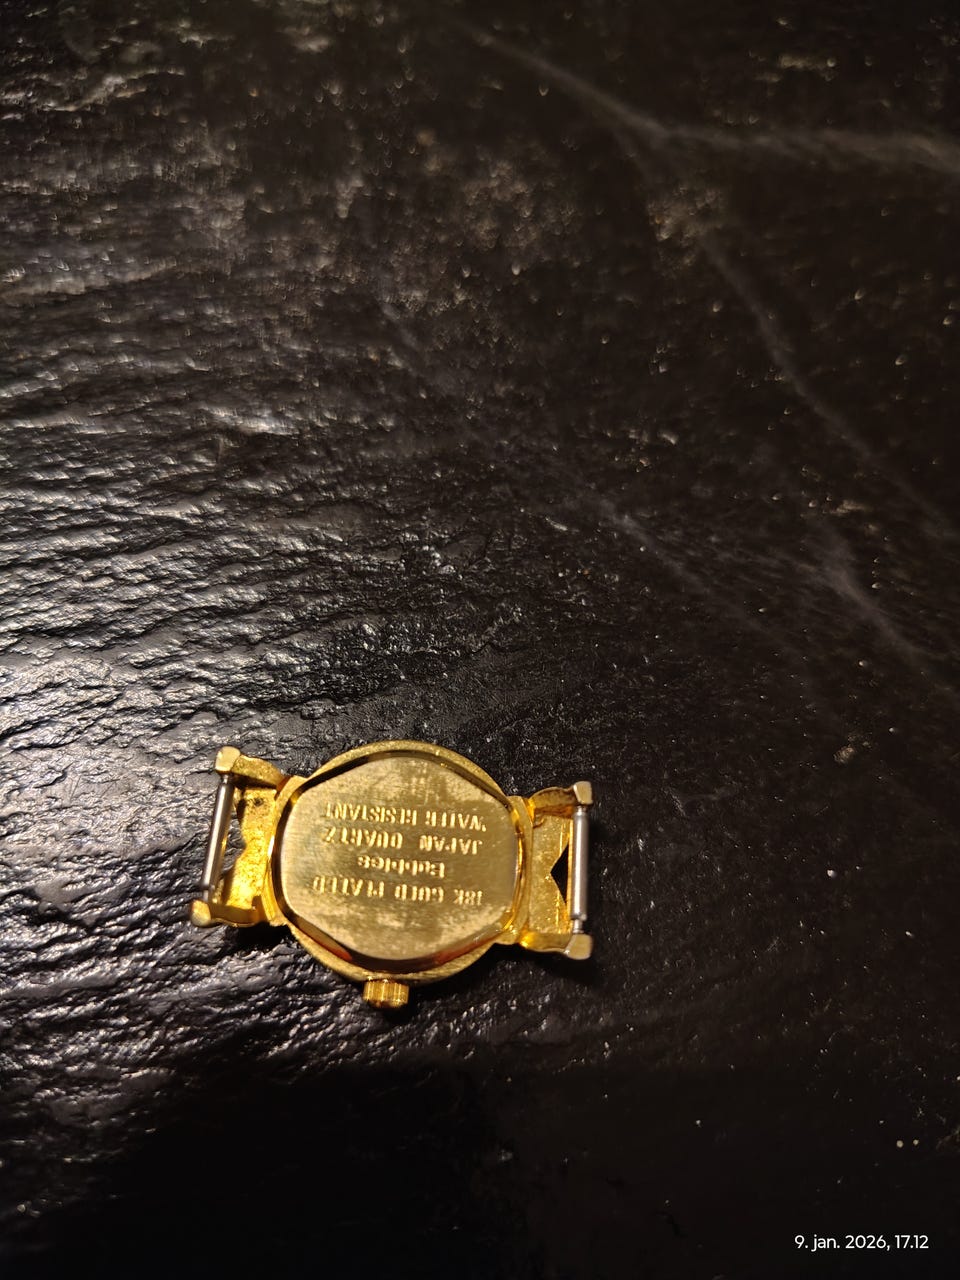 18K GOLD PLATED
JAPAN QUARTZ
WATER RESISTANT
9. jan. 2026, 17.12